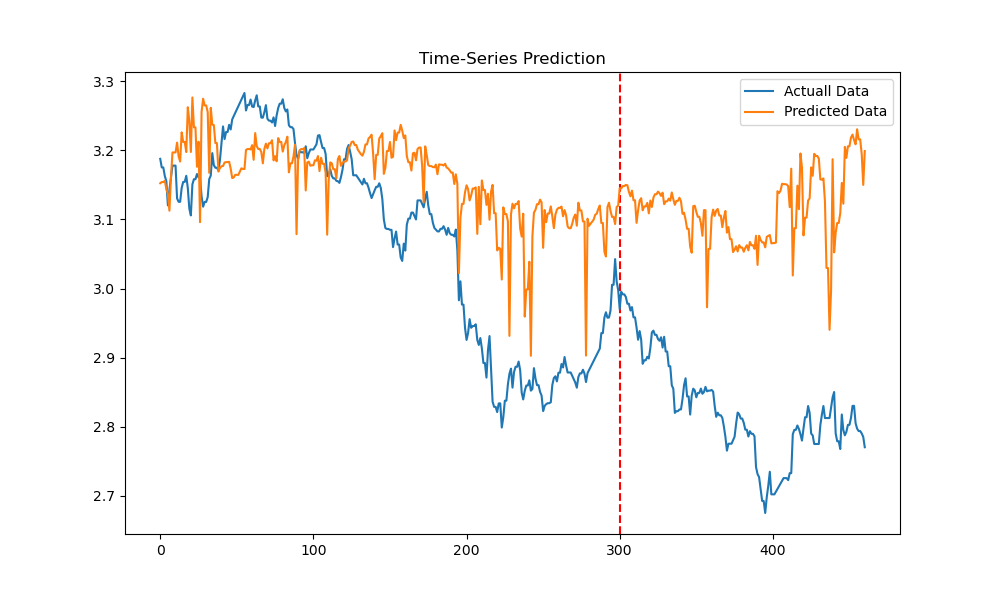 Time-Series Prediction
Actuall Data
Predicted Data
3.3
3.2
3.1
3.0
2.9
2.8
2.7
0 100 200 300 400